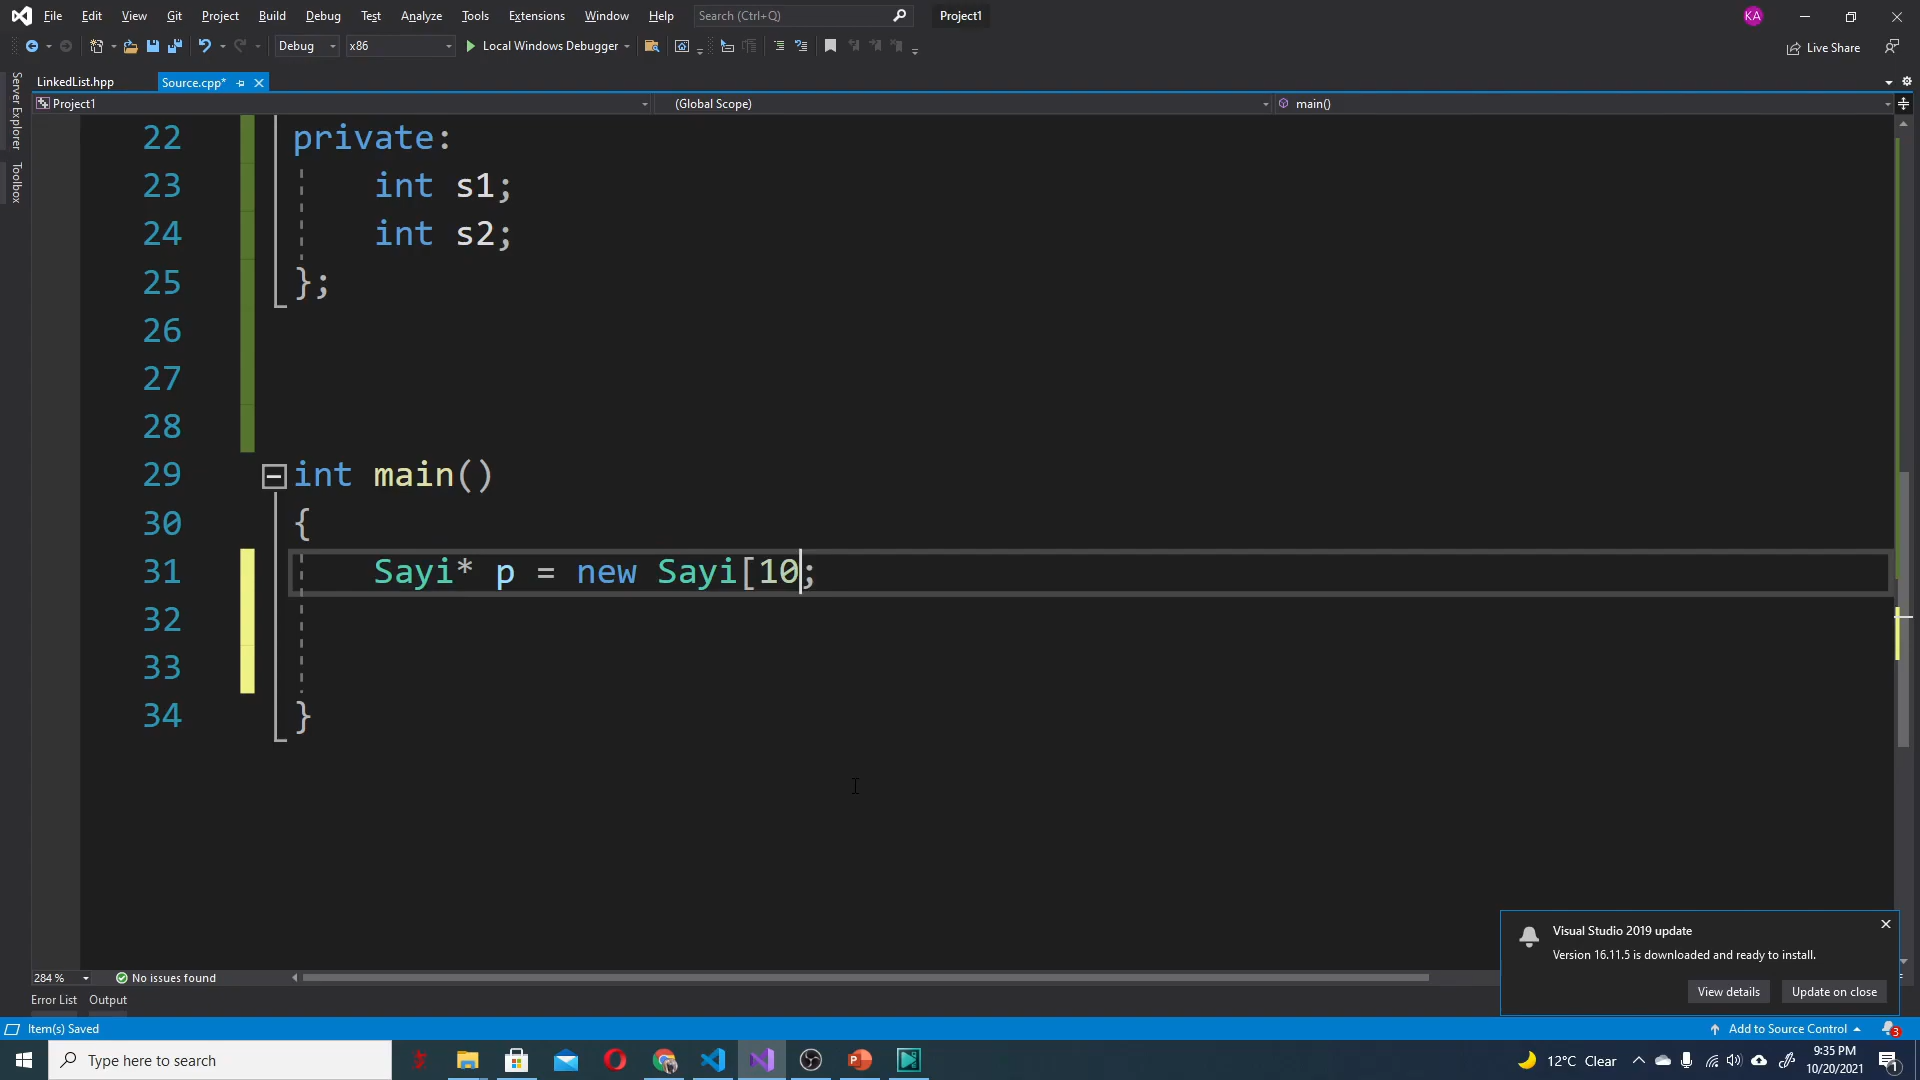 File Edit View Git Project Build Debug Test Analyze Tools Extensions Window Help Search (Ctrl+Q) Project1 KA
Debug x86 Local Windows Debugger Live Share
LinkedList.hpp Source.cpp*
Project1 (Global Scope) main()
Server Explorer
Toolbox
22 private:
23 int s1;
24 int s2;
25 };
26
27
28
29 int main()
30 {
31 Sayi* p = new Sayi[10;
32
33
34 }
Visual Studio 2019 update
Version 16.11.5 is downloaded and ready to install.
View details Update on close
284 % No issues found
Error List Output
Item(s) Saved Add to Source Control 3
Type here to search 12°C Clear 9:35 PM
10/20/2021 1